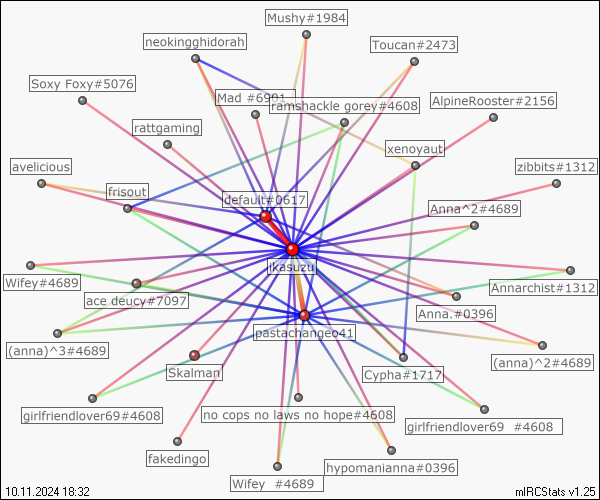 Mushy#1984
neokingghidorah
Toucan#2473
Soxy Foxy#5076
Mad #6901
ramshackle gorey#4608
AlpineRooster#2156
rattgaming
xenoyaut
avelicious
zibbits#1312
frisout
default#0617
Anna^2#4689
ikasuzu
Wifey#4689
Annarchist#1312
ace_deucy#7097
Anna.#0396
pastachangeo41
(anna)^3#4689
(anna)^2#4689
Skalman
Cypha#1717
girlfriendlover69#4608
no cops no laws no hope#4608
girlfriendlover69 #4608
fakedingo
hypomanianna#0396
Wifey #4689
10.11.2024 18:32
mIRCStats v1.25